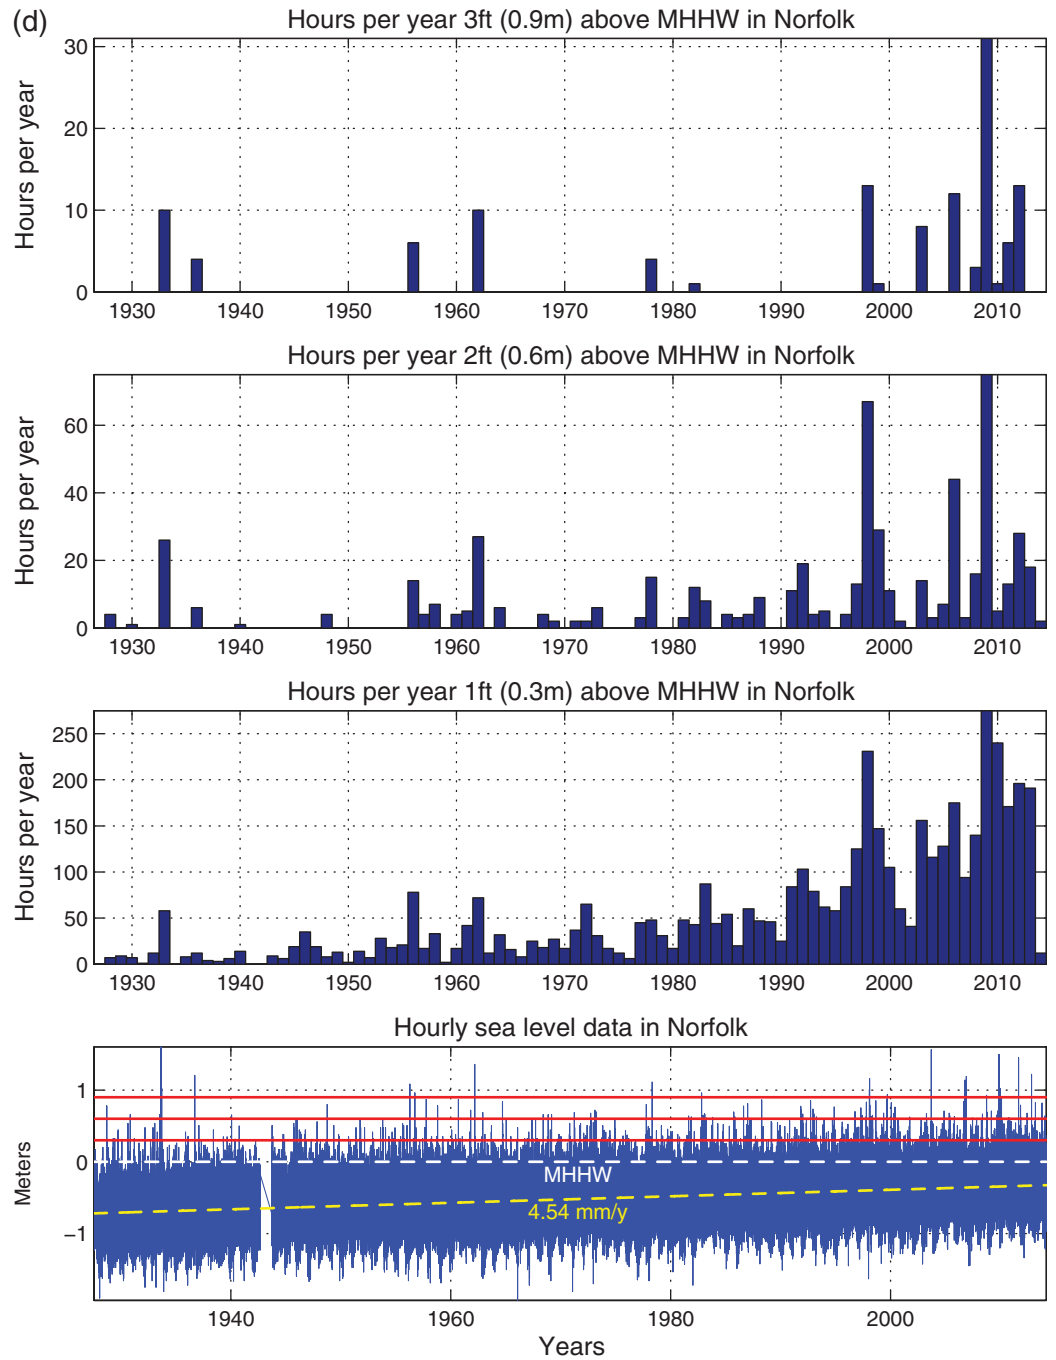 (d)
Hours per year 3ft (0.9m) above MHHW in Norfolk
Hours per year
30
20
10
0
1930 1940 1950 1960 1970 1980 1990 2000 2010
Hours per year 2ft (0.6m) above MHHW in Norfolk
Hours per year
60
40
20
0
1930 1940 1950 1960 1970 1980 1990 2000 2010
Hours per year 1ft (0.3m) above MHHW in Norfolk
Hours per year
250
200
150
100
50
0
1930 1940 1950 1960 1970 1980 1990 2000 2010
Hourly sea level data in Norfolk
Meters
1
0
−1
MHHW
4.54 mm/y
1940 1960 1980 2000
Years